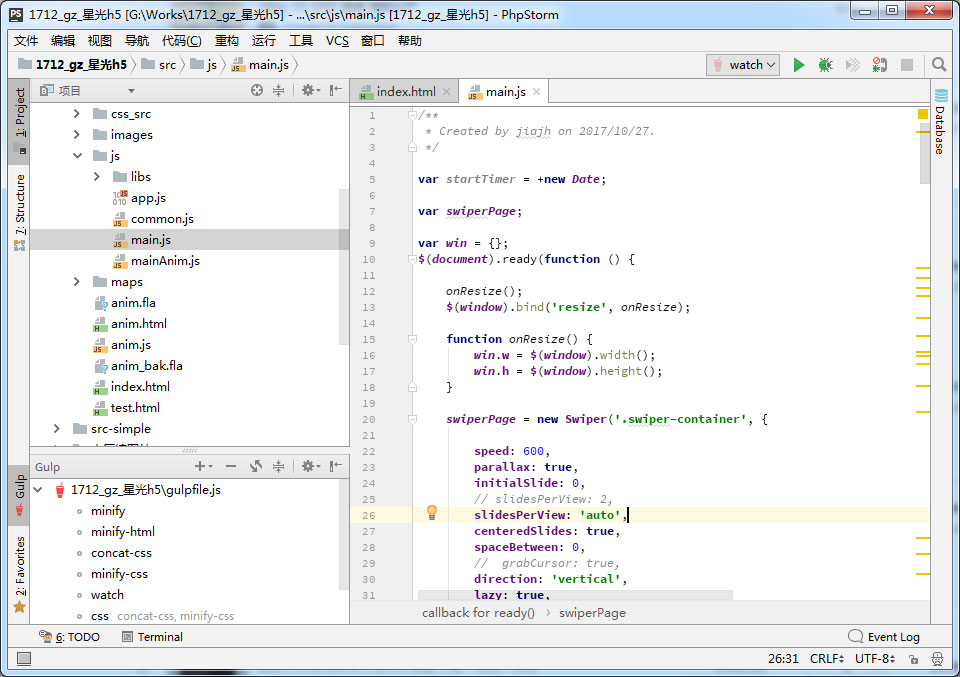 1712_gz_星光h5 [G:\Works\1712_gz_星光h5] - ...\src\js\main.js [1712_gz_星光h5] - PhpStorm
文件 编辑 视图 导航 代码(C) 重构 运行 工具 VCS 窗口 帮助
1712_gz_星光h5 src js main.js watch
项目
index.html main.js
1: Project
7: Structure
Gulp
2: Favorites
css_src
images
js
libs
app.js
common.js
main.js
mainAnim.js
maps
anim.fla
anim.html
anim.js
anim_bak.fla
index.html
test.html
src-simple
Gulp
1712_gz_星光h5\gulpfile.js
minify
minify-html
concat-css
minify-css
watch
css concat-css, minify-css
1 /**
2 * Created by jiajh on 2017/10/27.
3 */
4
5 var startTimer = +new Date;
6
7 var swiperPage;
8
9 var win = {};
10 $(document).ready(function () {
11
12 onResize();
13 $(window).bind('resize', onResize);
14
15 function onResize() {
16 win.w = $(window).width();
17 win.h = $(window).height();
18 }
19
20 swiperPage = new Swiper('.swiper-container', {
21
22 speed: 600,
23 parallax: true,
24 initialSlide: 0,
25 // slidesPerView: 2,
26 slidesPerView: 'auto',
27 centeredSlides: true,
28 spaceBetween: 0,
29 // grabCursor: true,
30 direction: 'vertical',
31 lazy: true,
callback for ready() › swiperPage
Database
6: TODO Terminal Event Log
26:31 CRLF UTF-8